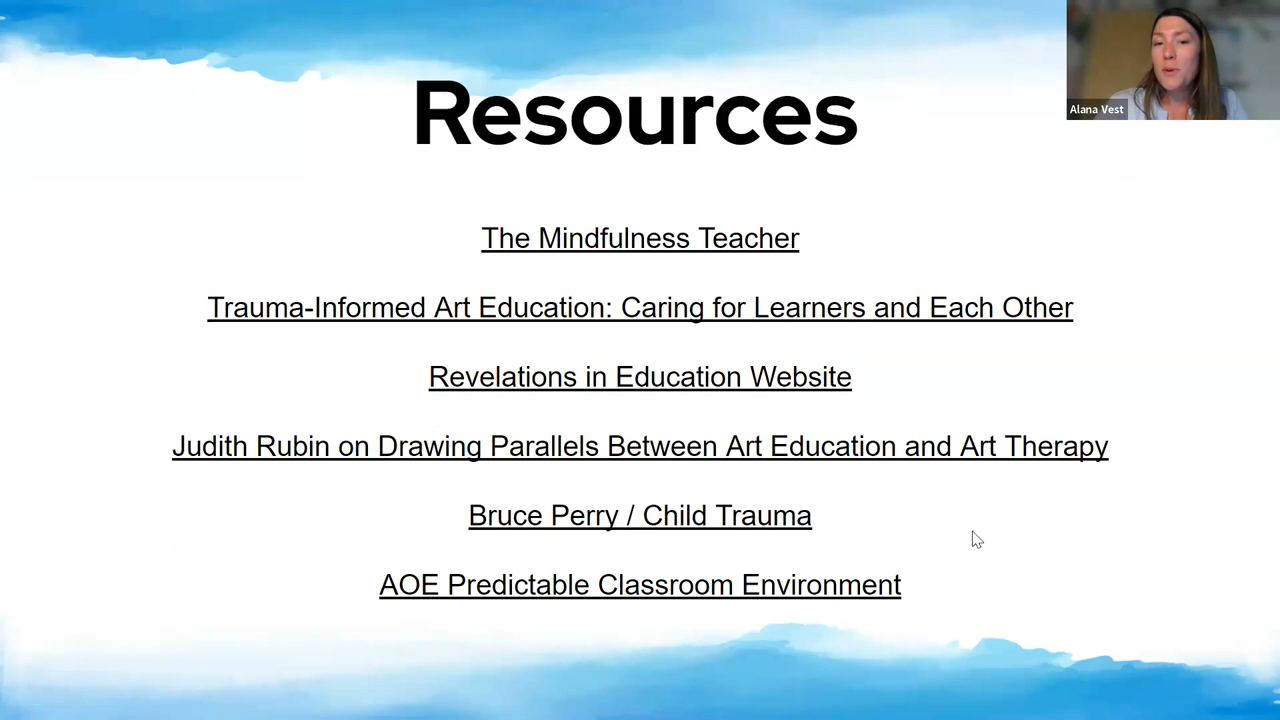 Resources
Alana Vest
The Mindfulness Teacher
Trauma-Informed Art Education: Caring for Learners and Each Other
Revelations in Education Website
Judith Rubin on Drawing Parallels Between Art Education and Art Therapy
Bruce Perry / Child Trauma
AOE Predictable Classroom Environment